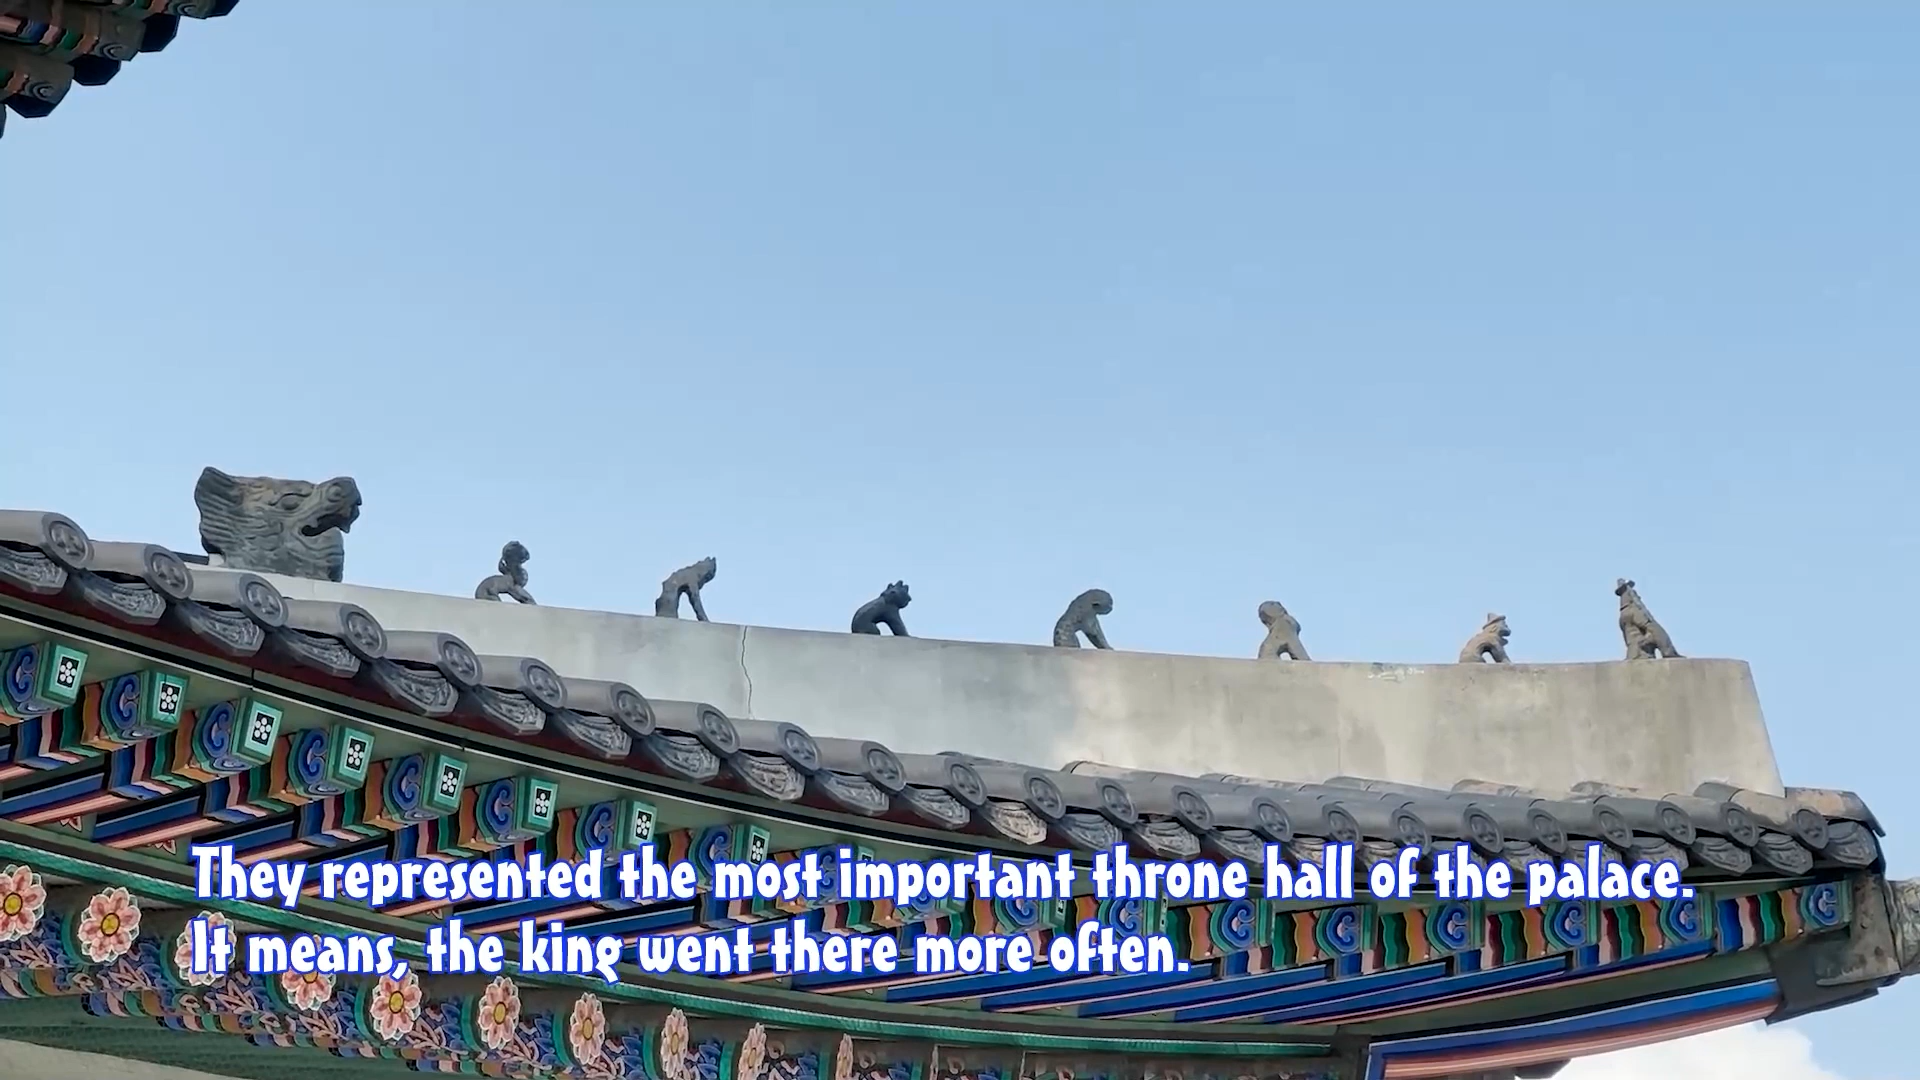 They represented the most important throne hall of the palace.
It means, the king went there more often.